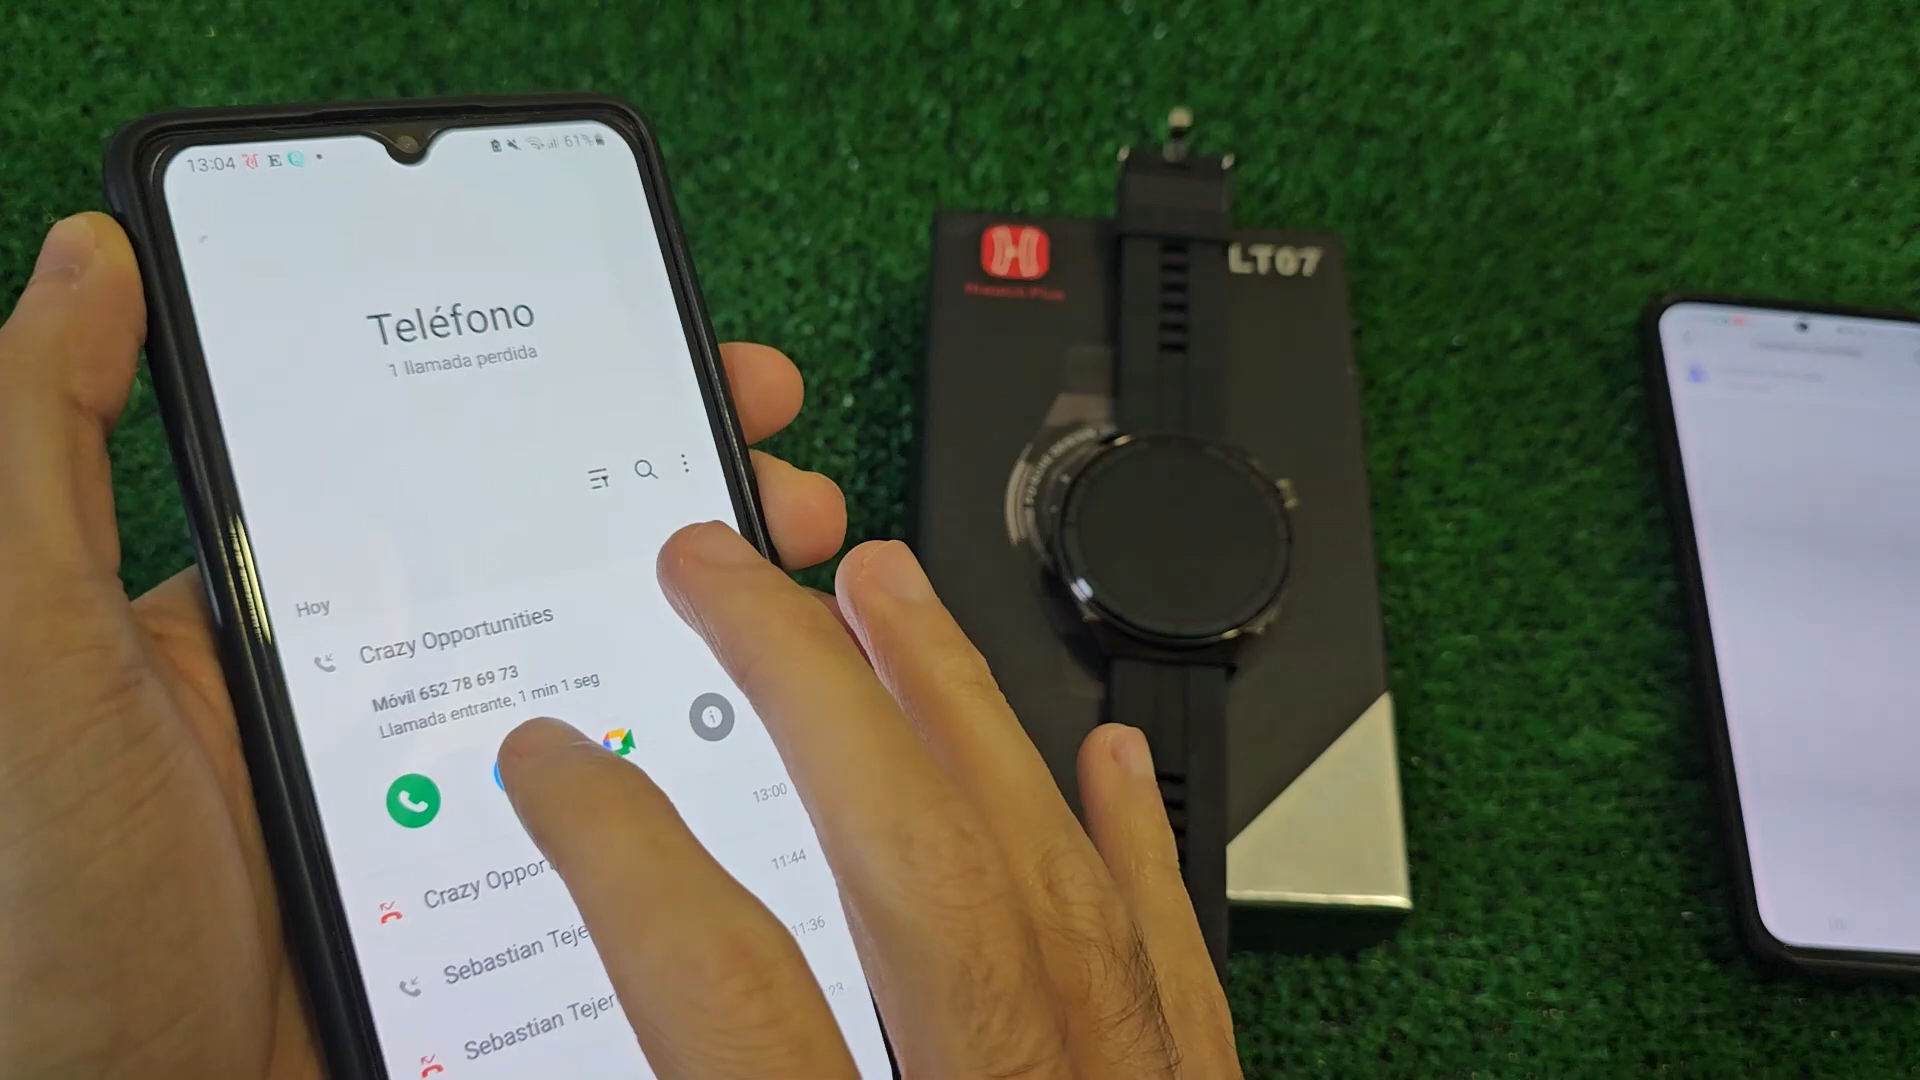 13:04
61%
Teléfono
1 llamada perdida
Hoy
Crazy Opportunities
Móvil 652 78 69 73
Llamada entrante, 1 min 1 seg
13:00
Crazy Oppor
11:44
Sebastian Teje
11:36
Sebastian Tejer
LT07